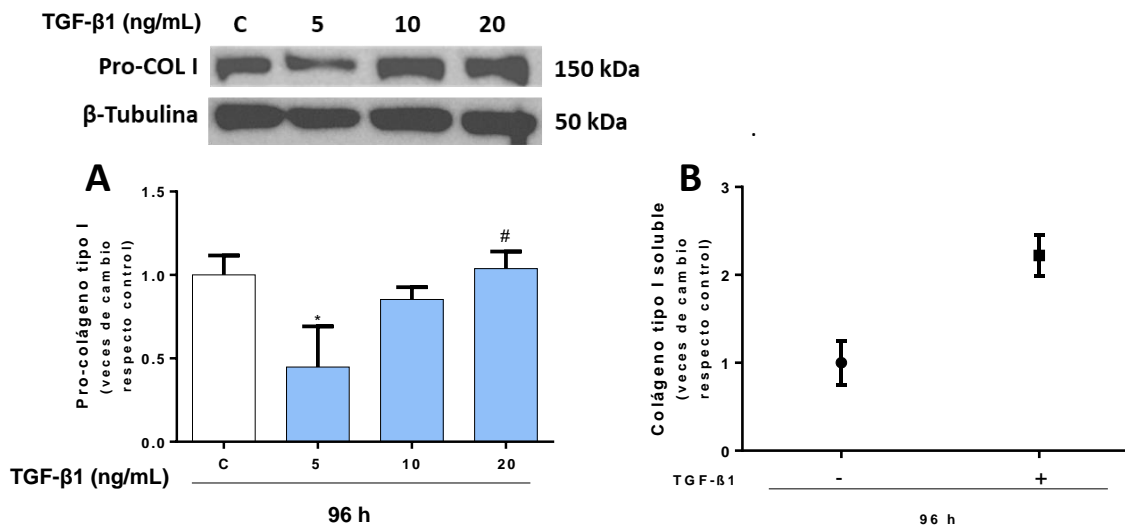 TGF-β1 (ng/mL) C 5 10 20
Pro-COL I 150 kDa
β-Tubulina 50 kDa
A
Pro-colágeno tipo I
(veces de cambio
respecto control)
1.5
1.0
0.5
0.0
*
#
C 5 10 20
TGF-β1 (ng/mL)
96 h
B
Colágeno tipo I soluble
(veces de cambio
respecto control)
3
2
1
0
TGF-ß1 - +
96 h